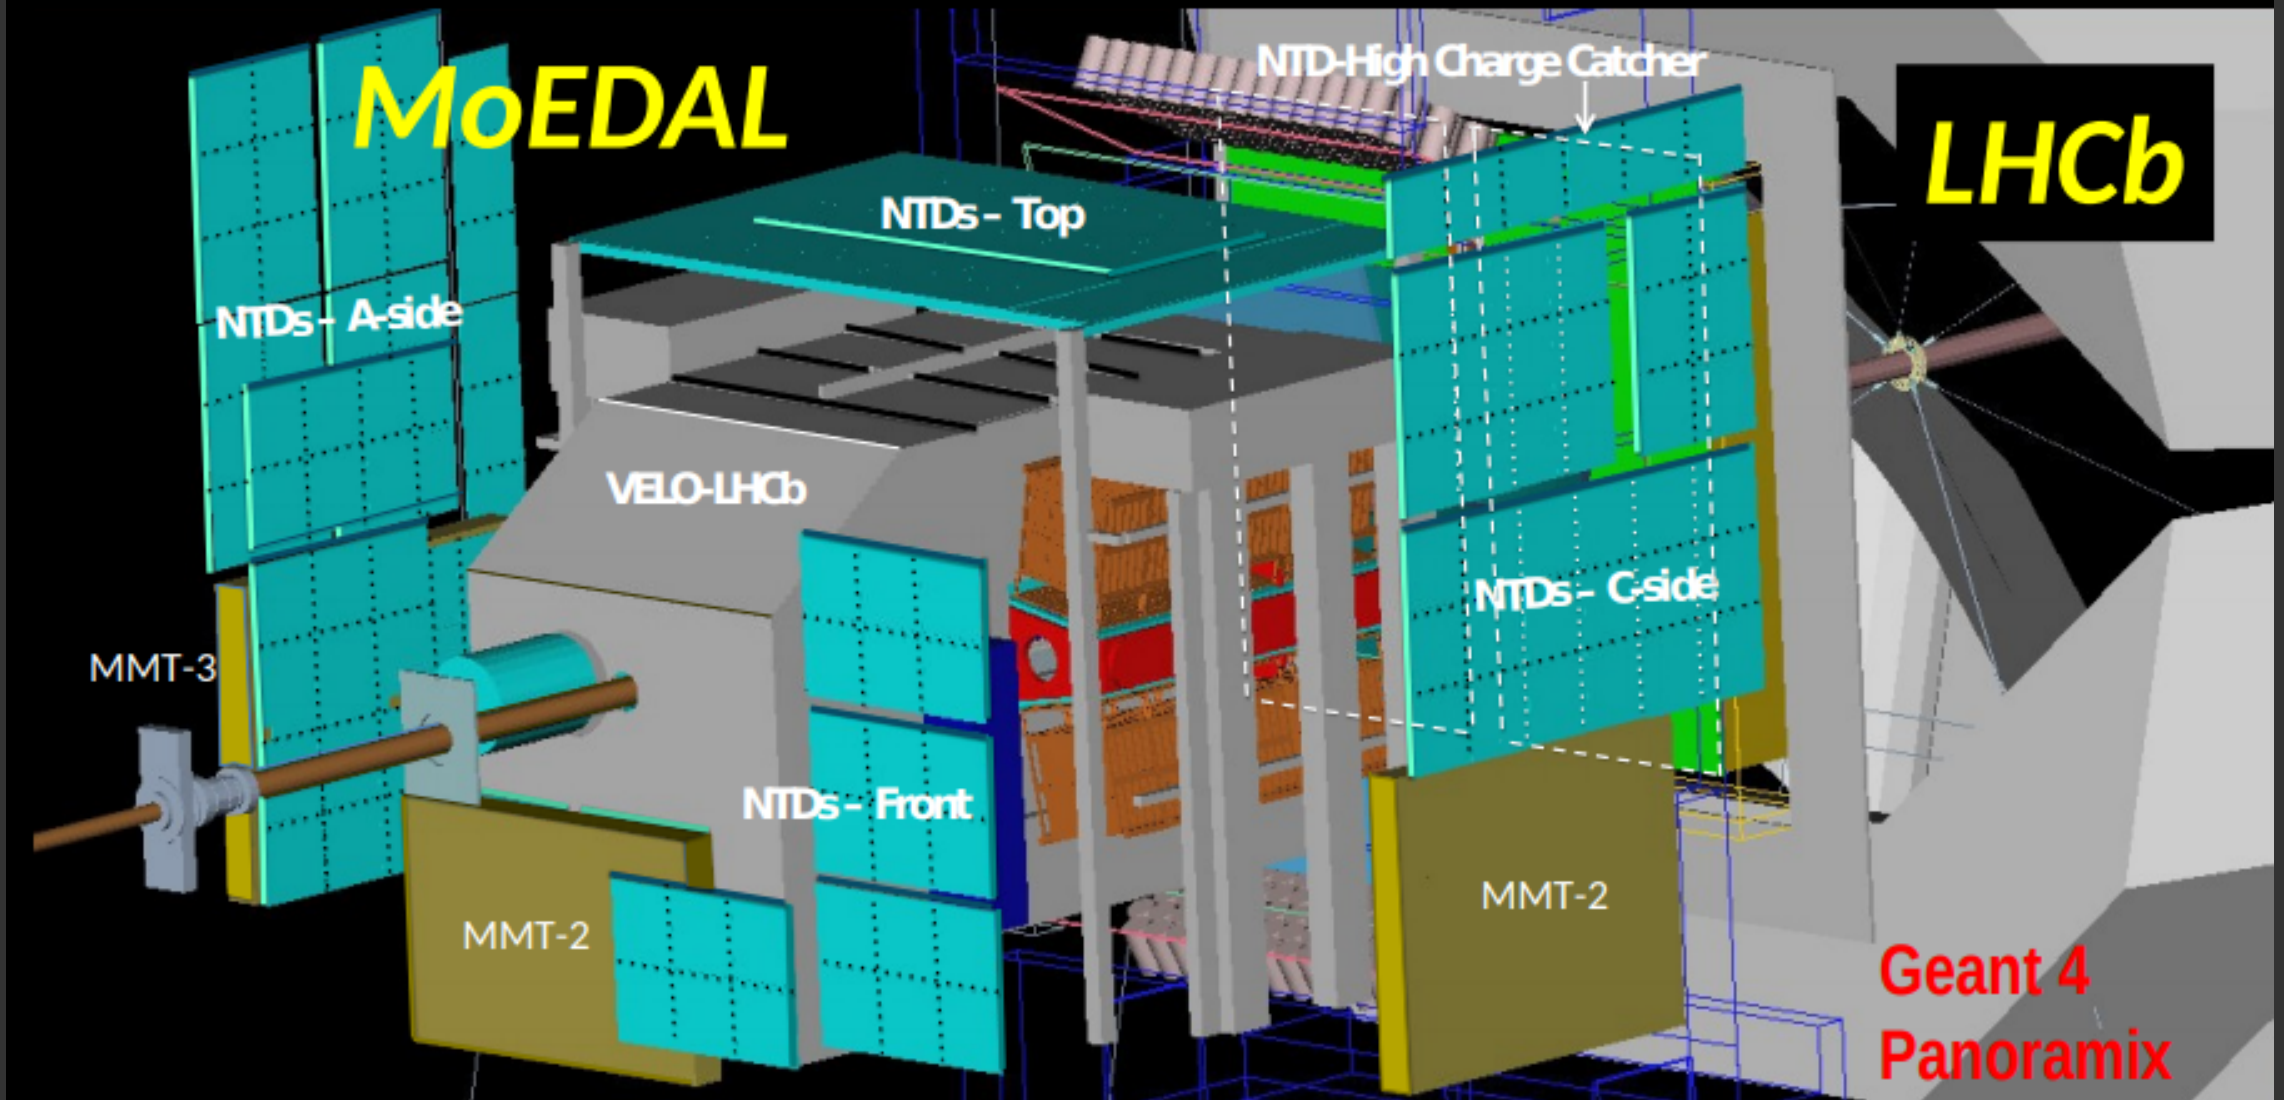 MoEDAL
NTD-High Charge Catcher
LHCb
NTDs – Top
NTDs – A-side
VELO-LHCb
NTDs – C-side
MMT-3
NTDs – Front
MMT-2
MMT-2
Geant 4
Panoramix